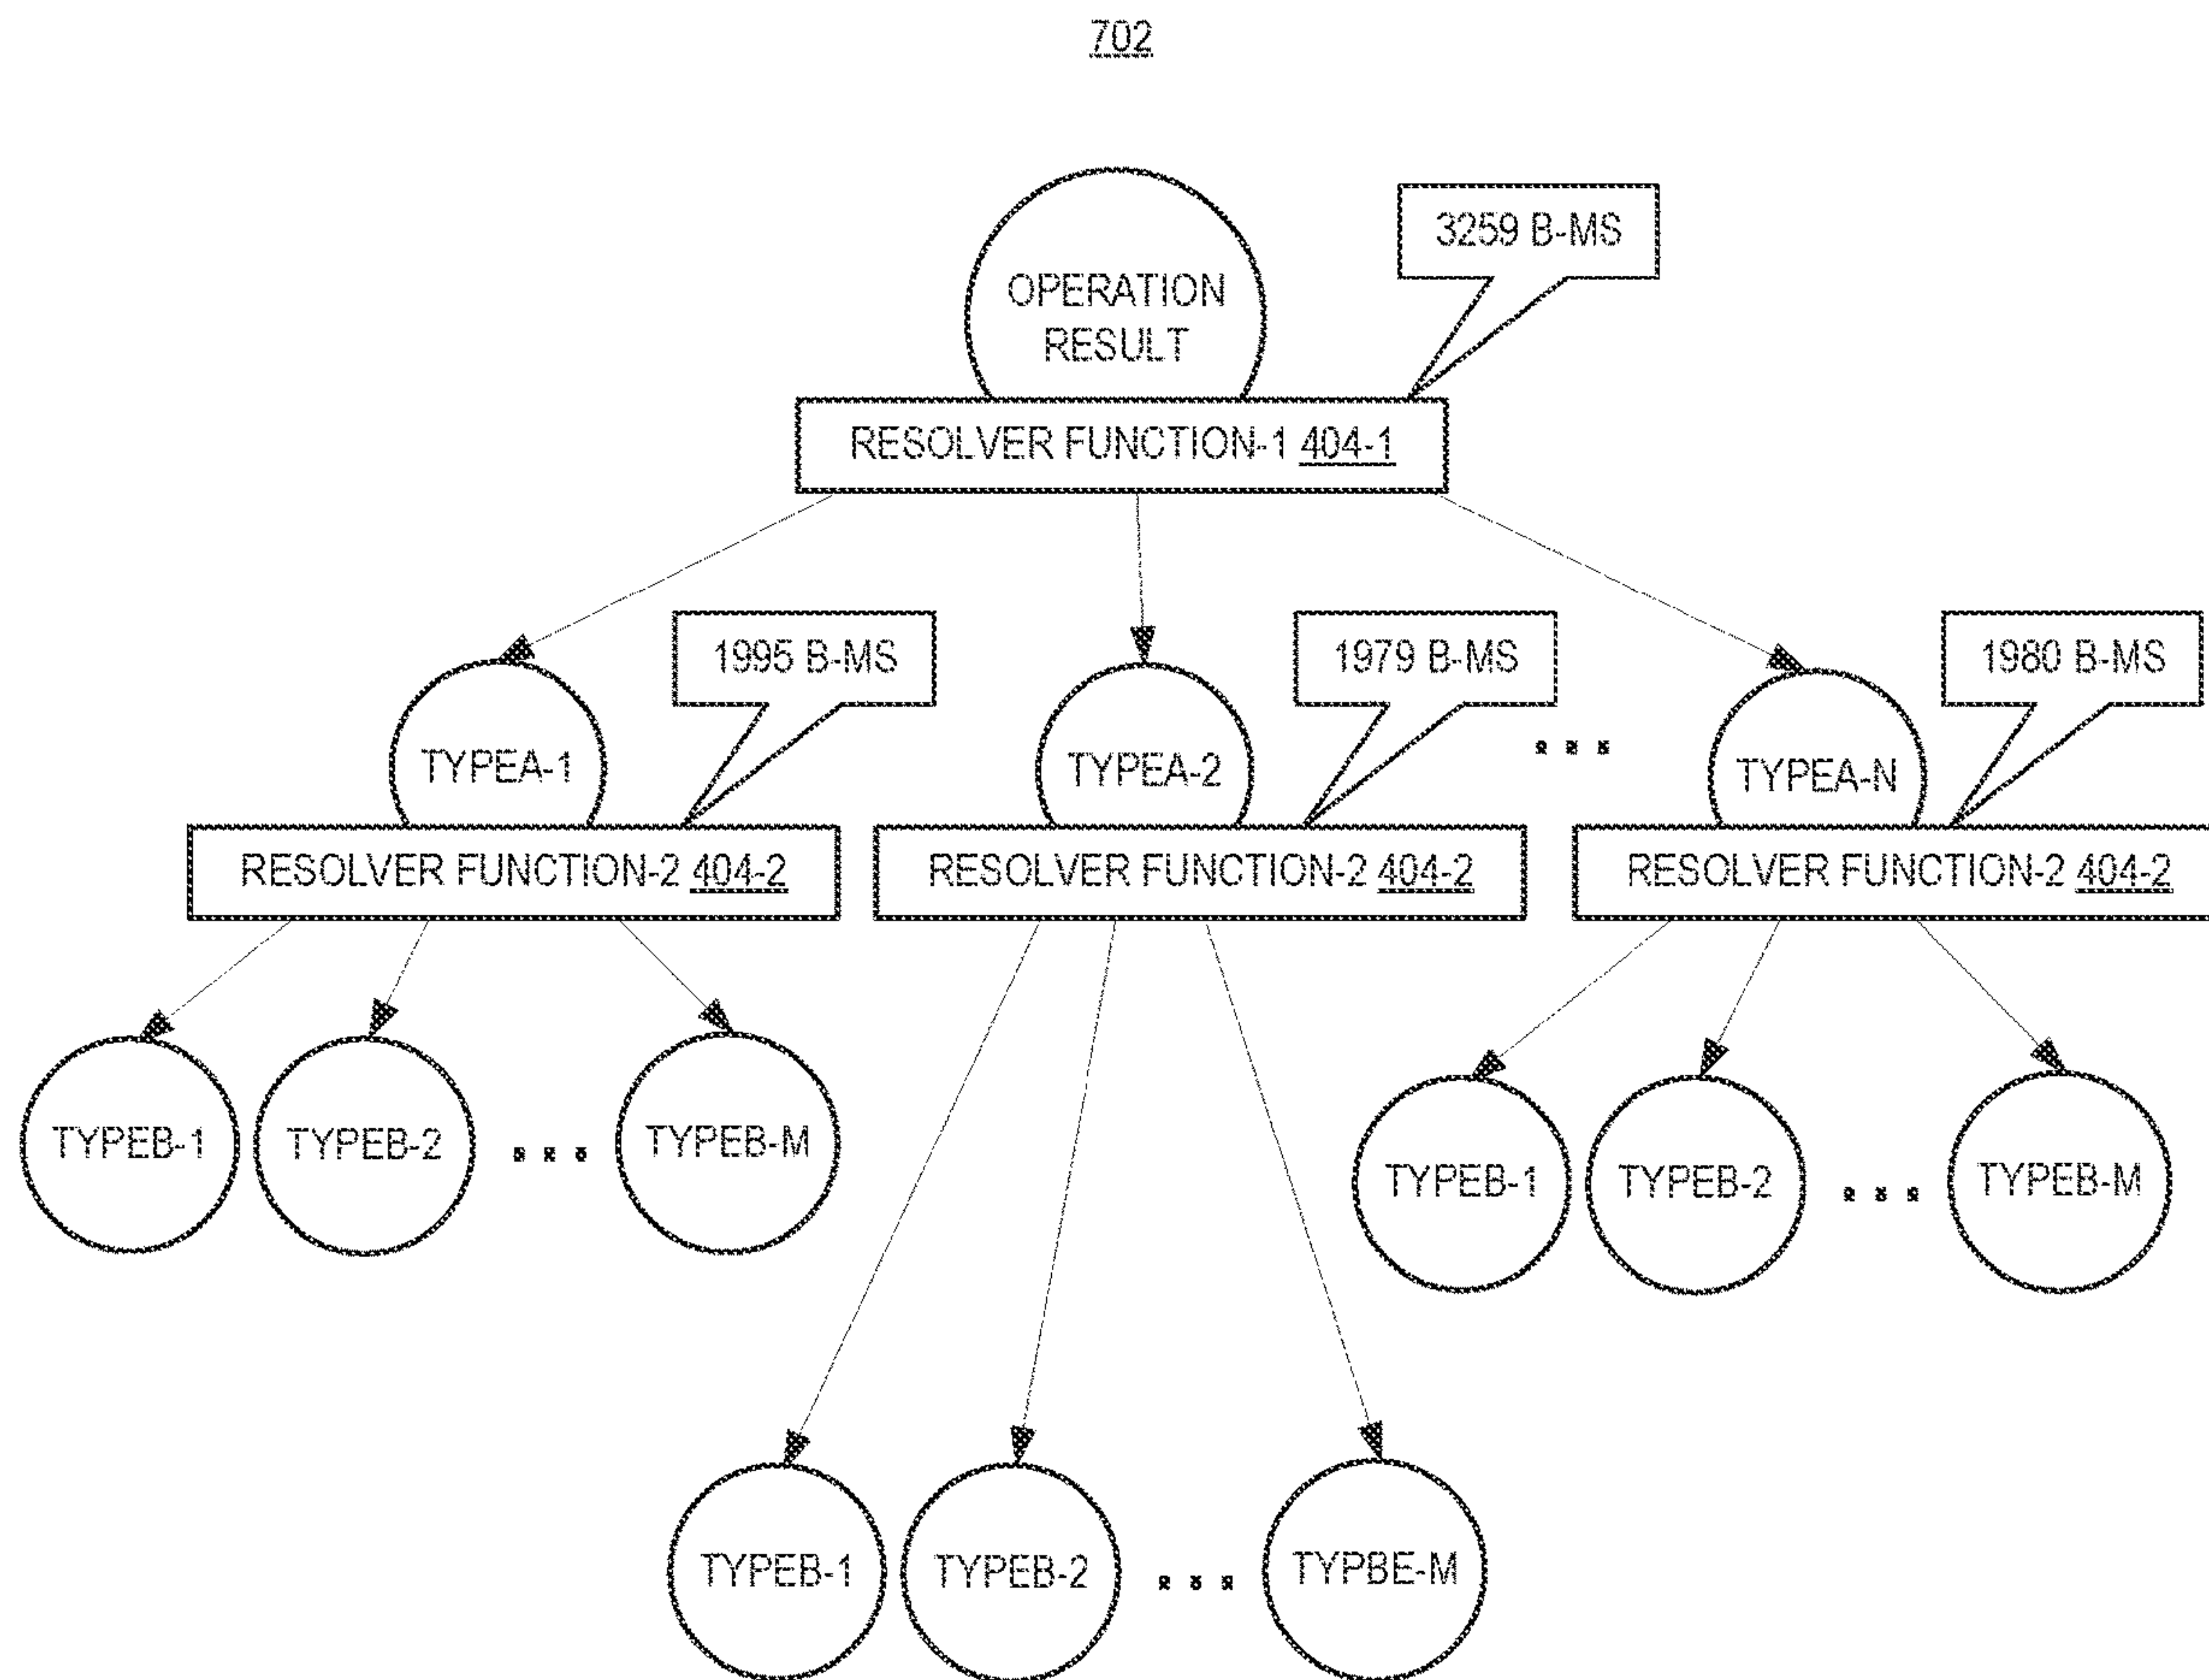 702
3259 B-MS
OPERATION
RESULT
RESOLVER FUNCTION-1 404-1
1995 B-MS
1979 B-MS
1980 B-MS
TYPEA-1
TYPEA-2
...
TYPEA-N
RESOLVER FUNCTION-2 404-2
RESOLVER FUNCTION-2 404-2
RESOLVER FUNCTION-2 404-2
TYPEB-1
TYPEB-2
...
TYPEB-M
TYPEB-1
TYPEB-2
...
TYPEB-M
TYPEB-1
TYPEB-2
...
TYPBE-M